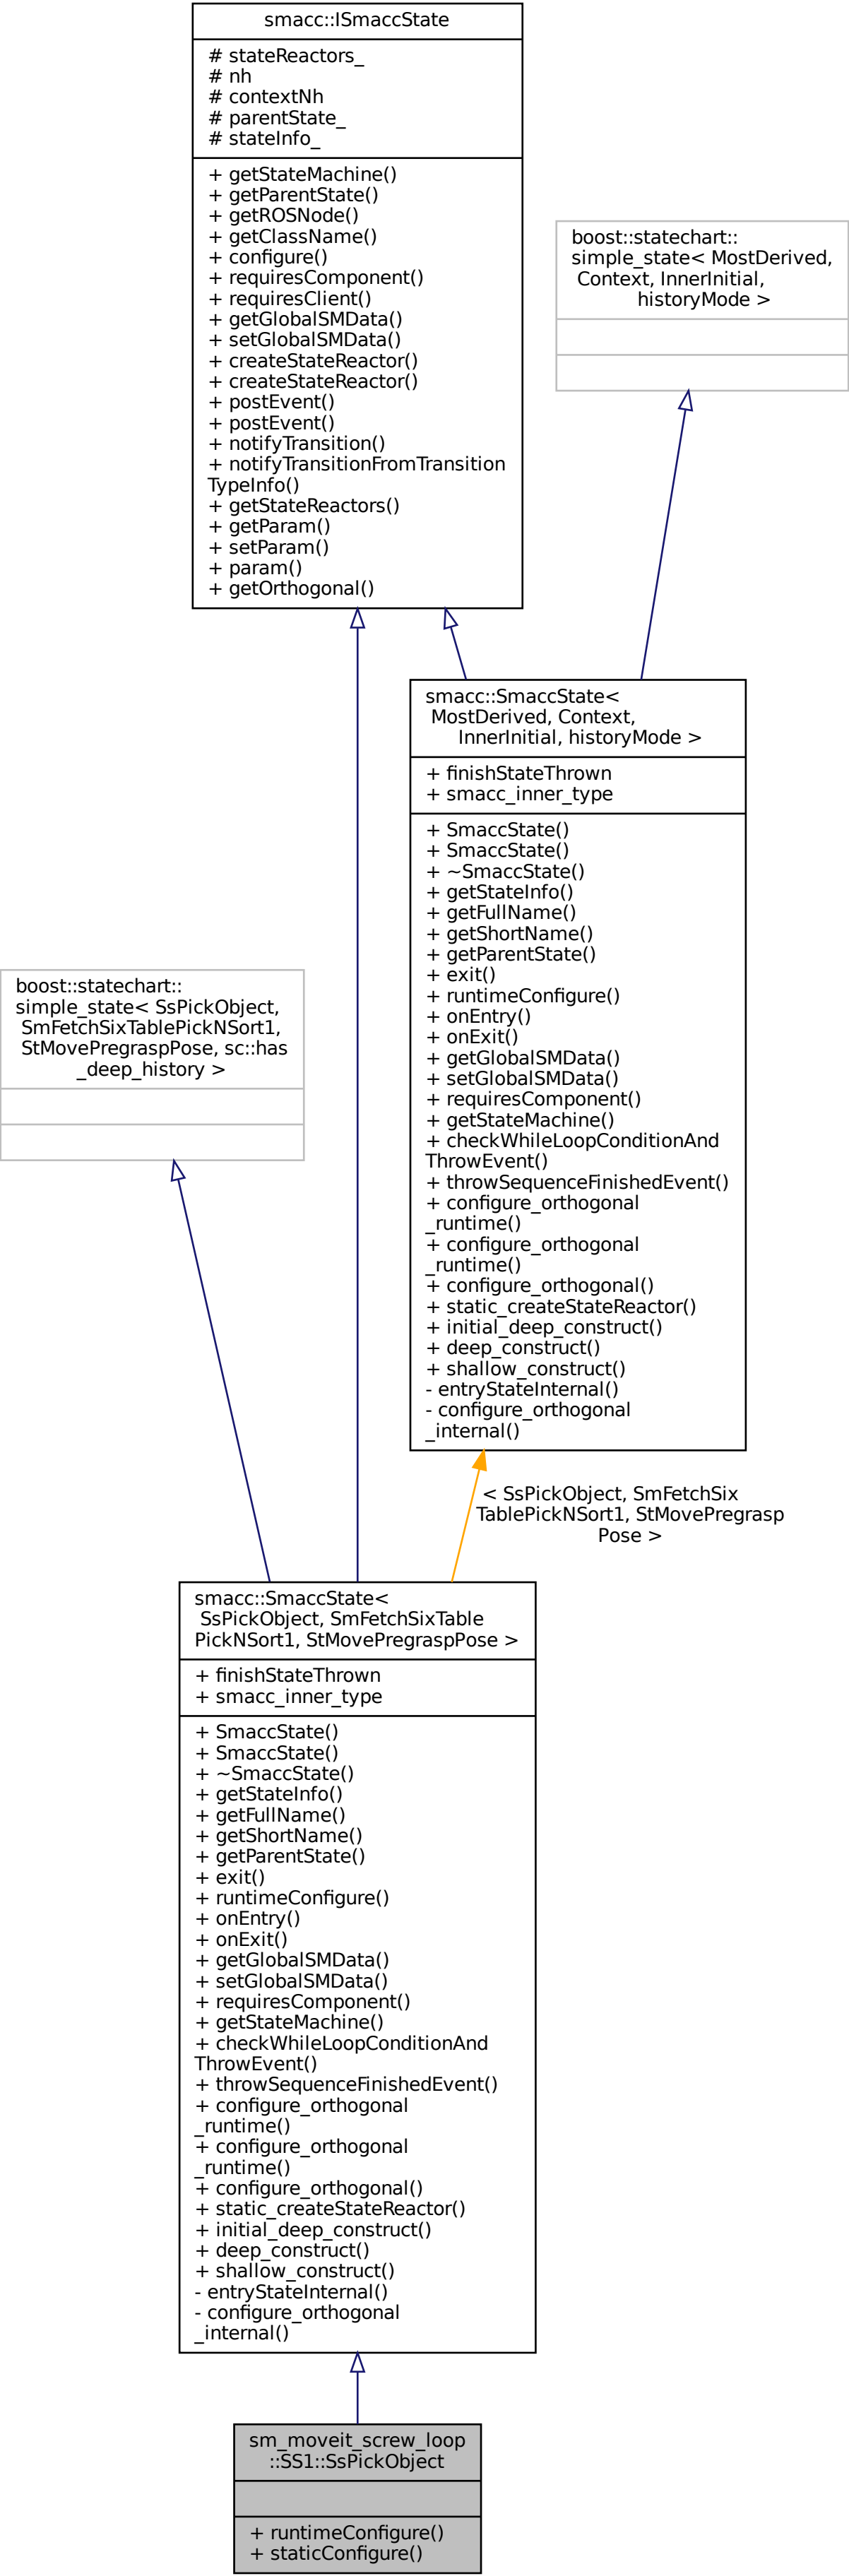 smacc::ISmaccState
# stateReactors_
# nh
# contextNh
# parentState_
# stateInfo_
+ getStateMachine()
+ getParentState()
+ getROSNode()
+ getClassName()
+ configure()
+ requiresComponent()
+ requiresClient()
+ getGlobalSMData()
+ setGlobalSMData()
+ createStateReactor()
+ createStateReactor()
+ postEvent()
+ postEvent()
+ notifyTransition()
+ notifyTransitionFromTransition
TypeInfo()
+ getStateReactors()
+ getParam()
+ setParam()
+ param()
+ getOrthogonal()
boost::statechart::
simple_state< MostDerived,
Context, InnerInitial,
historyMode >
smacc::SmaccState<
MostDerived, Context,
InnerInitial, historyMode >
+ finishStateThrown
+ smacc_inner_type
+ SmaccState()
+ SmaccState()
+ ~SmaccState()
+ getStateInfo()
+ getFullName()
+ getShortName()
+ getParentState()
+ exit()
+ runtimeConfigure()
+ onEntry()
+ onExit()
+ getGlobalSMData()
+ setGlobalSMData()
+ requiresComponent()
+ getStateMachine()
+ checkWhileLoopConditionAnd
ThrowEvent()
+ throwSequenceFinishedEvent()
+ configure_orthogonal
_runtime()
+ configure_orthogonal
_runtime()
+ configure_orthogonal()
+ static_createStateReactor()
+ initial_deep_construct()
+ deep_construct()
+ shallow_construct()
- entryStateInternal()
- configure_orthogonal
_internal()
boost::statechart::
simple_state< SsPickObject,
SmFetchSixTablePickNSort1,
StMovePregraspPose, sc::has
_deep_history >
< SsPickObject, SmFetchSix
TablePickNSort1, StMovePregrasp
Pose >
smacc::SmaccState<
SsPickObject, SmFetchSixTable
PickNSort1, StMovePregraspPose >
+ finishStateThrown
+ smacc_inner_type
+ SmaccState()
+ SmaccState()
+ ~SmaccState()
+ getStateInfo()
+ getFullName()
+ getShortName()
+ getParentState()
+ exit()
+ runtimeConfigure()
+ onEntry()
+ onExit()
+ getGlobalSMData()
+ setGlobalSMData()
+ requiresComponent()
+ getStateMachine()
+ checkWhileLoopConditionAnd
ThrowEvent()
+ throwSequenceFinishedEvent()
+ configure_orthogonal
_runtime()
+ configure_orthogonal
_runtime()
+ configure_orthogonal()
+ static_createStateReactor()
+ initial_deep_construct()
+ deep_construct()
+ shallow_construct()
- entryStateInternal()
- configure_orthogonal
_internal()
sm_moveit_screw_loop
::SS1::SsPickObject
+ runtimeConfigure()
+ staticConfigure()